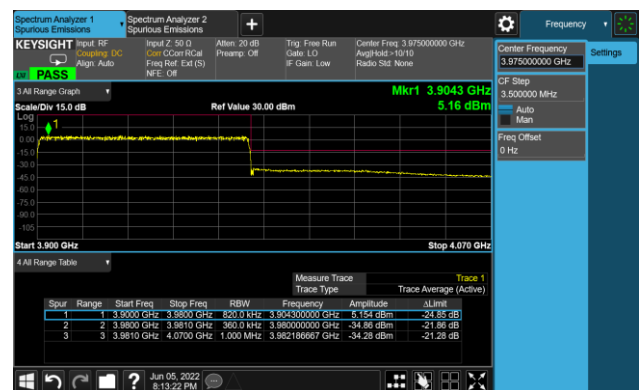 Spectrum Analyzer 1
Spurious Emissions
Spectrum Analyzer 2
Spurious Emissions
+
Frequency
KEYSIGHT
Input: RF
Coupling: DC
Align: Auto
Input Z: 50 Ω
Corr CCorr RCal
Freq Ref: Ext (S)
NFE: Off
Atten: 20 dB
Preamp: Off
Trig: Free Run
Gate: LO
IF Gain: Low
Center Freq: 3.975000000 GHz
Avg|Hold:>10/10
Radio Std: None
PASS
Center Frequency
3.975000000 GHz
Settings
CF Step
3.500000 MHz
Auto
Man
Freq Offset
0 Hz
3 All Range Graph
Mkr1 3.9043 GHz
5.16 dBm
Scale/Div 15.0 dB
Ref Value 30.00 dBm
Log
1
15.0
0.00
-15.0
-30.0
-45.0
-60.0
-75.0
-90.0
-105
Start 3.900 GHz
Stop 4.070 GHz
4 All Range Table
Measure Trace Trace 1
Trace Type Trace Average (Active)
Spur Range Start Freq Stop Freq RBW Frequency Amplitude ΔLimit
1 1 3.9000 GHz 3.9800 GHz 820.0 kHz 3.904300000 GHz 5.154 dBm -24.85 dB
2 2 3.9800 GHz 3.9810 GHz 360.0 kHz 3.980000000 GHz -34.86 dBm -21.86 dB
3 3 3.9810 GHz 4.0700 GHz 1.000 MHz 3.982186667 GHz -34.28 dBm -21.28 dB
?
Jun 05, 2022
8:13:22 PM